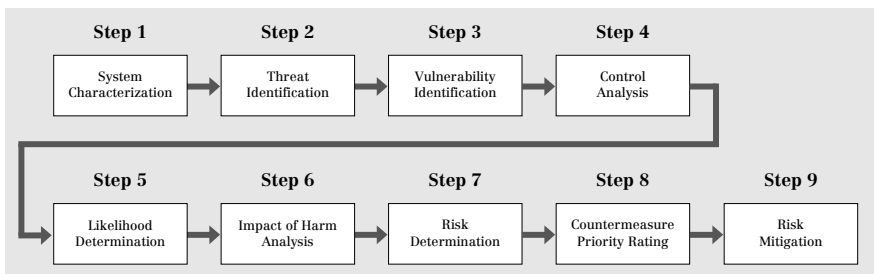 Step 1
System
Characterization
Step 2
Threat
Identification
Step 3
Vulnerability
Identification
Step 4
Control
Analysis
Step 5
Likelihood
Determination
Step 6
Impact of Harm
Analysis
Step 7
Risk
Determination
Step 8
Countermeasure
Priority Rating
Step 9
Risk
Mitigation